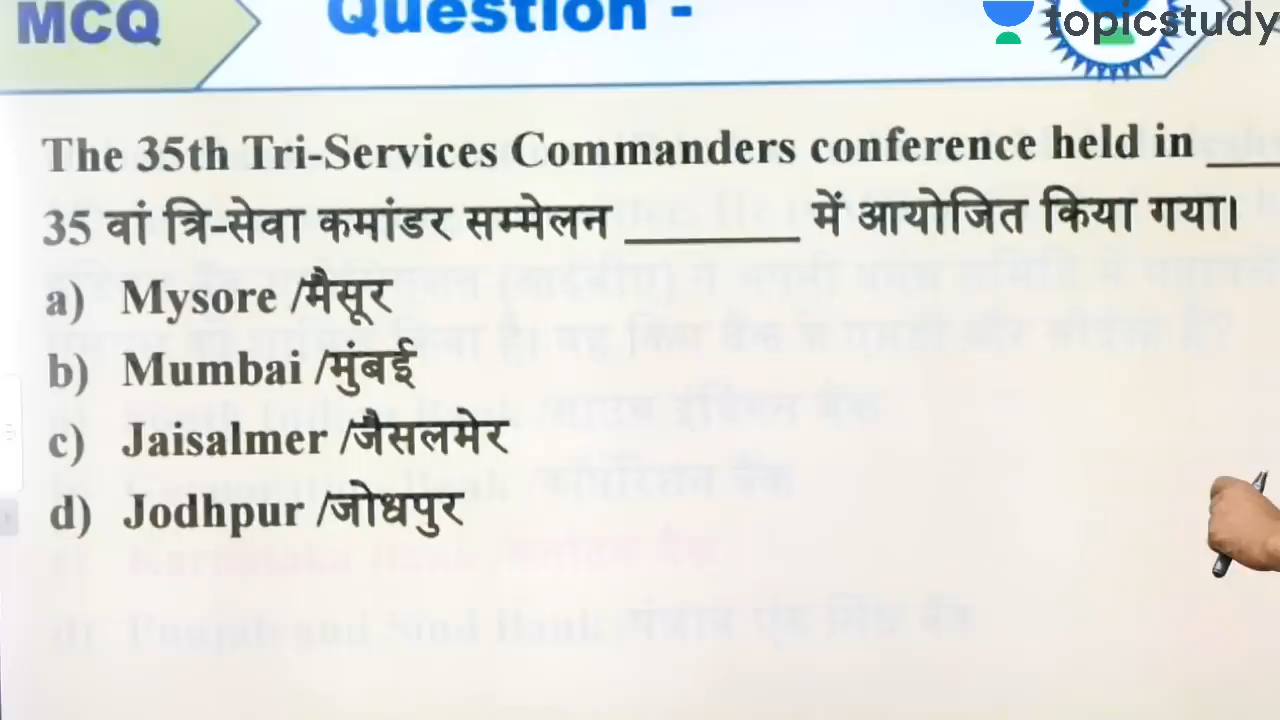 MCQ Question - topicstudy
The 35th Tri-Services Commanders conference held in ____
35 वां त्रि-सेवा कमांडर सम्मेलन ________ में आयोजित किया गया।
a) Mysore /मैसूर
b) Mumbai /मुंबई
c) Jaisalmer /जैसलमेर
d) Jodhpur /जोधपुर